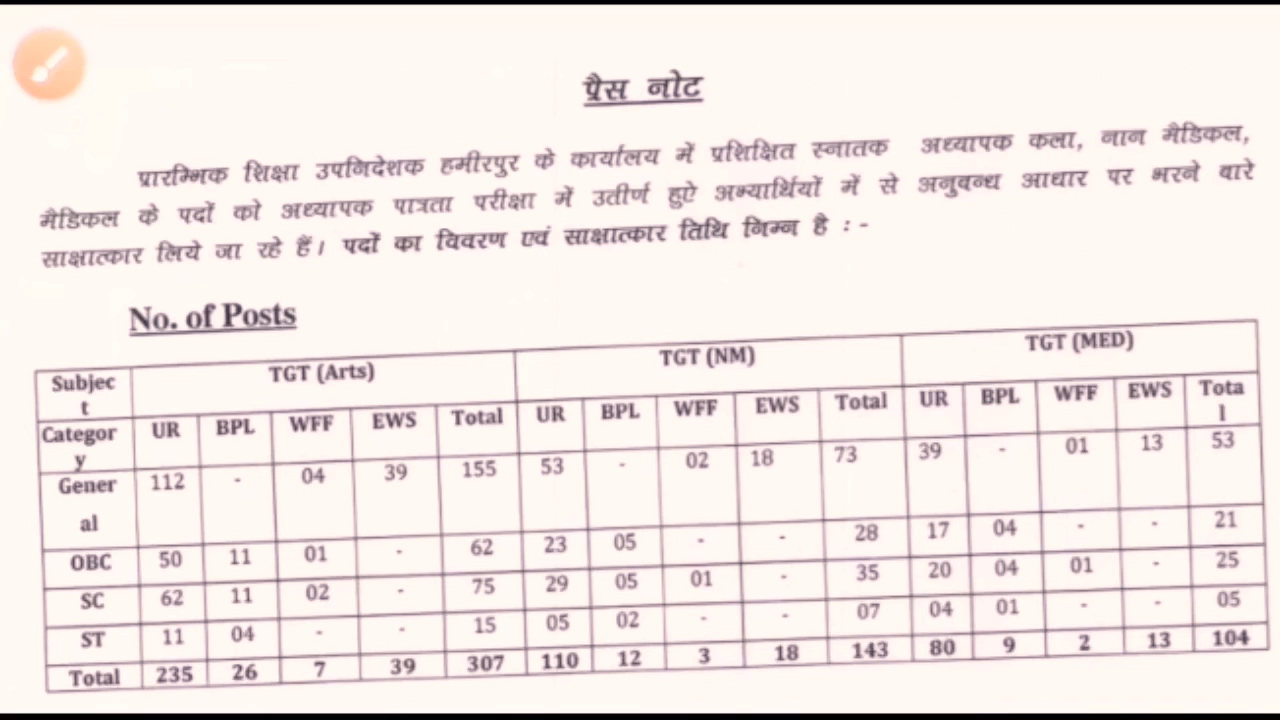 प्रैस नोट
प्रारम्भिक शिक्षा उपनिदेशक हमीरपुर के कार्यालय में प्रशिक्षित स्नातक अध्यापक कला, नान मैडिकल,
मैडिकल के पदों को अध्यापक पात्रता परीक्षा में उतीर्ण हुऐ अभ्यार्थियों में से अनुबन्ध आधार पर भरने बारे
साक्षात्कार लिये जा रहे हैं। पदों का विवरण एवं साक्षात्कार तिथि निम्न है :-
No. of Posts
Subject TGT (Arts) TGT (NM) TGT (MED)
Category UR BPL WFF EWS Total UR BPL WFF EWS Total UR BPL WFF EWS Total
General 112 - 04 39 155 53 - 02 18 73 39 - 01 13 53
OBC 50 11 01 - 62 23 05 - - 28 17 04 - - 21
SC 62 11 02 - 75 29 05 01 - 35 20 04 01 - 25
ST 11 04 - - 15 05 02 - - 07 04 01 - - 05
Total 235 26 7 39 307 110 12 3 18 143 80 9 2 13 104